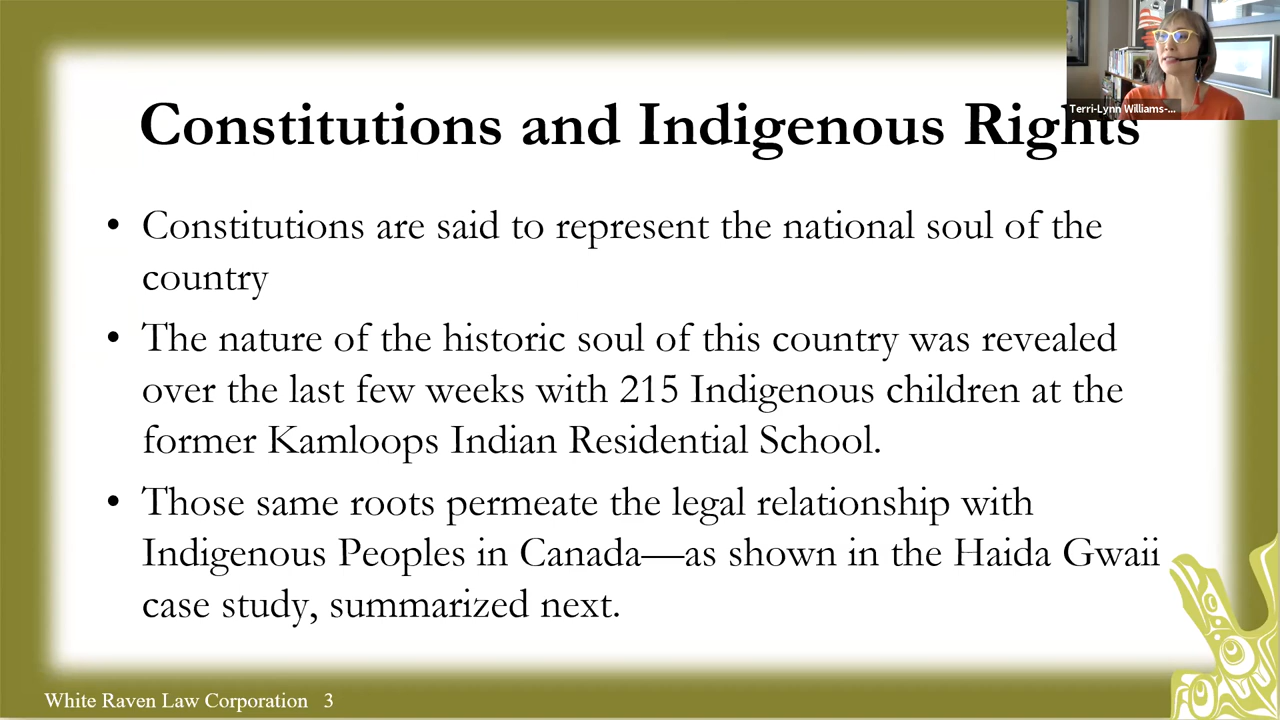 Terri-Lynn Williams-...
Constitutions and Indigenous Rights
• Constitutions are said to represent the national soul of the
country
• The nature of the historic soul of this country was revealed
over the last few weeks with 215 Indigenous children at the
former Kamloops Indian Residential School.
• Those same roots permeate the legal relationship with
Indigenous Peoples in Canada—as shown in the Haida Gwaii
case study, summarized next.
White Raven Law Corporation 3